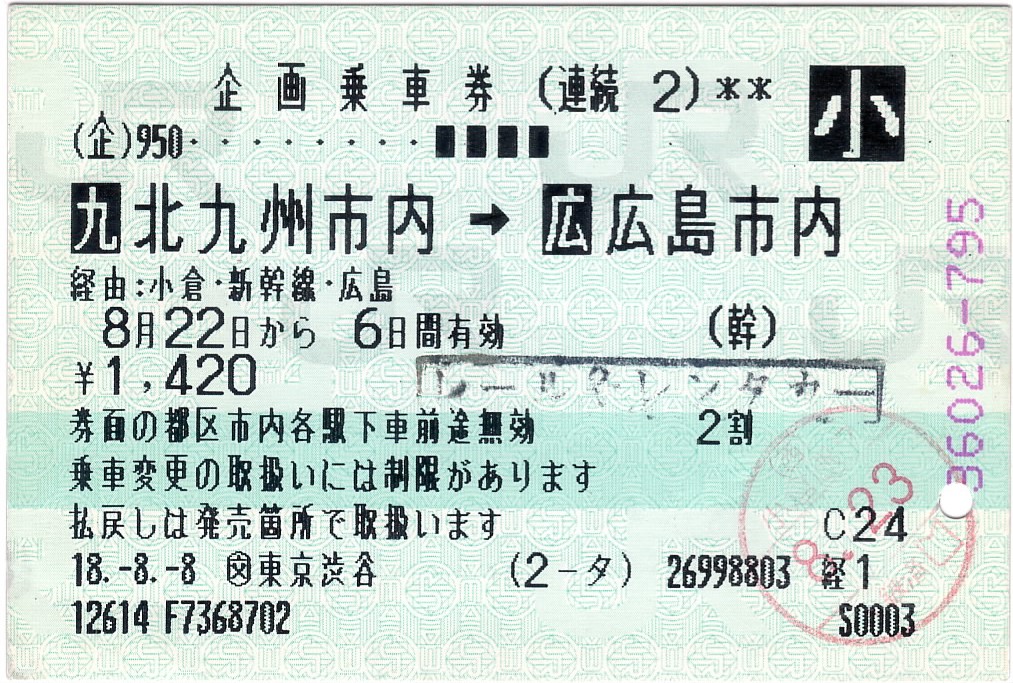 企画乗車券 (連続 2)** 小
(企)950・・・・・・・・■■■■
九 北九州市内 → 広 広島市内
経由:小倉・新幹線・広島
8月22日から 6日間有効 (幹)
¥1,420
レール&レンタカー
券面の都区市内各駅下車前途無効 2割
乗車変更の取扱いには制限があります
払戻しは発売箇所で取扱います C24
18.-8.-8 東京渋谷 (2-タ) 26998803 経1
12614 F7368702 S0003
36026-795
8.23